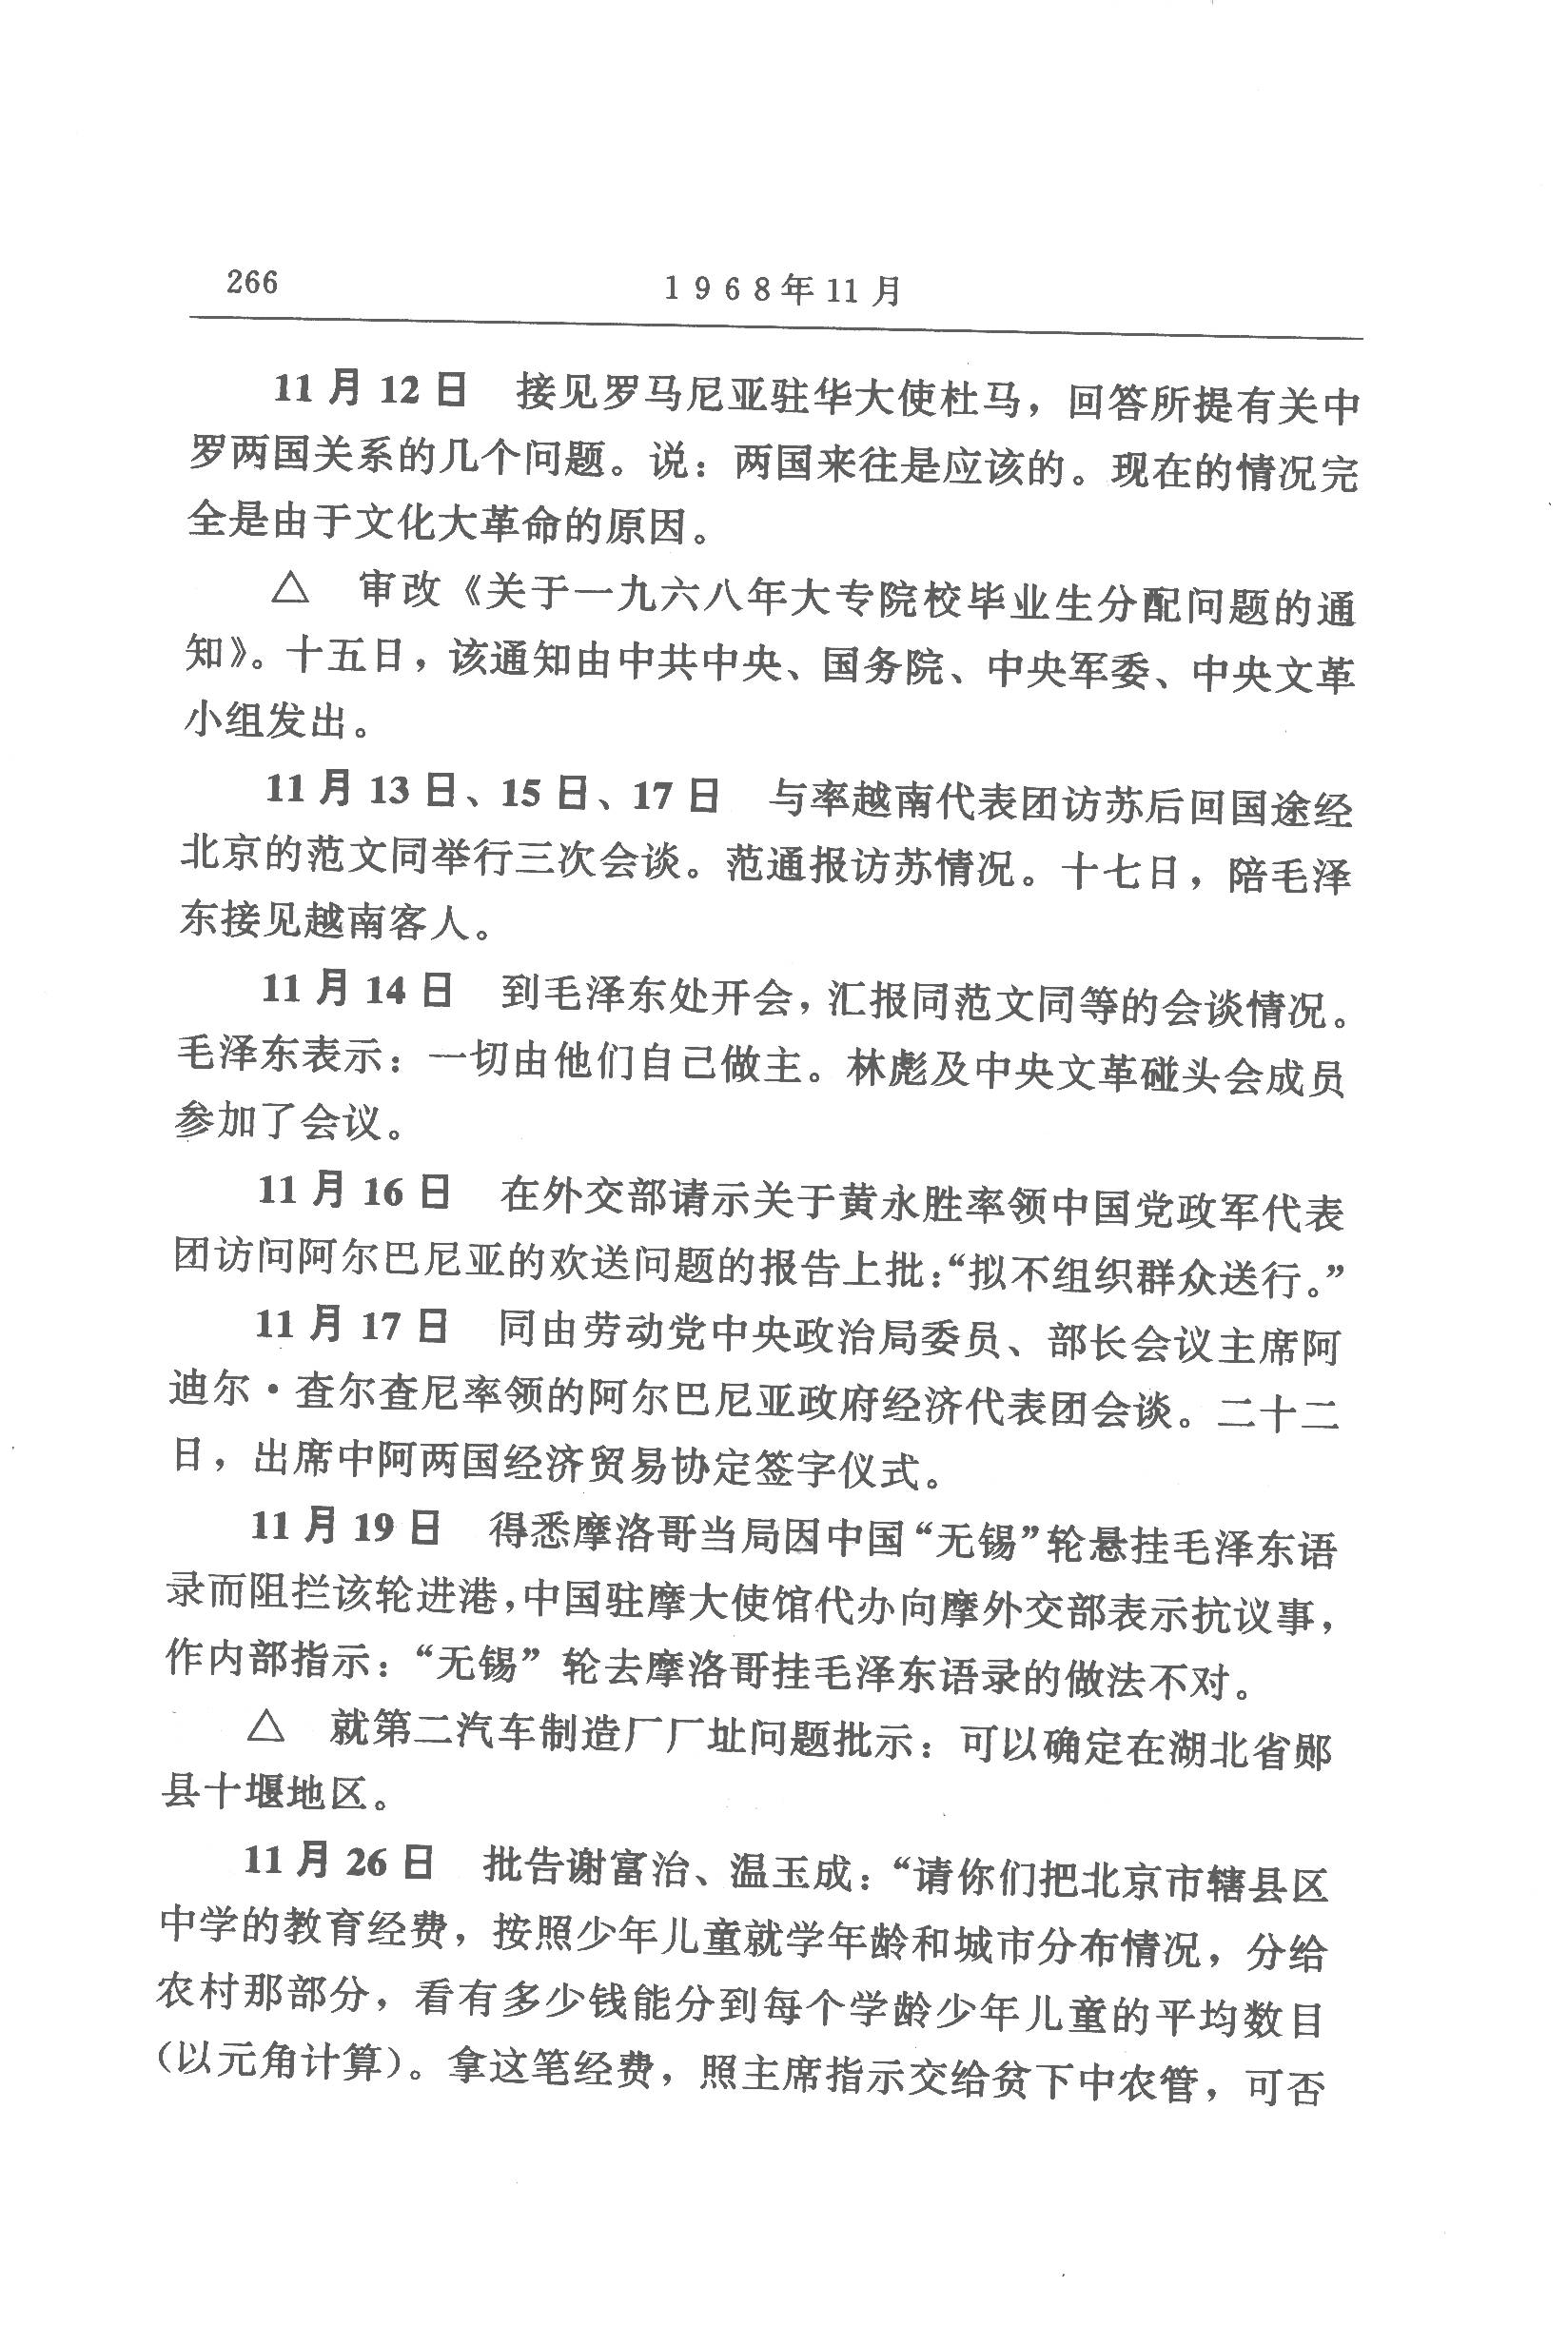 266
1968年11月
11月12日 接见罗马尼亚驻华大使杜马，回答所提有关中
罗两国关系的几个问题。说：两国来往是应该的。现在的情况完
全是由于文化大革命的原因。
△ 审改《关于一九六八年大专院校毕业生分配问题的通
知》。十五日，该通知由中共中央、国务院、中央军委、中央文革
小组发出。
11月13日、15日、17日 与率越南代表团访苏后回国途经
北京的范文同举行三次会谈。范通报访苏情况。十七日，陪毛泽
东接见越南客人。
11月14日 到毛泽东处开会，汇报同范文同等的会谈情况。
毛泽东表示：一切由他们自己做主。林彪及中央文革碰头会成员
参加了会议。
11月16日 在外交部请示关于黄永胜率领中国党政军代表
团访问阿尔巴尼亚的欢送问题的报告上批：“拟不组织群众送行。”
11月17日 同由劳动党中央政治局委员、部长会议主席阿
迪尔·查尔查尼率领的阿尔巴尼亚政府经济代表团会谈。二十二
日，出席中阿两国经济贸易协定签字仪式。
11月19日 得悉摩洛哥当局因中国“无锡”轮悬挂毛泽东语
录而阻拦该轮进港，中国驻摩大使馆代办向摩外交部表示抗议事，
作内部指示：“无锡”轮去摩洛哥挂毛泽东语录的做法不对。
△ 就第二汽车制造厂厂址问题批示：可以确定在湖北省郧
县十堰地区。
11月26日 批告谢富治、温玉成：“请你们把北京市辖县区
中学的教育经费，按照少年儿童就学年龄和城市分布情况，分给
农村那部分，看有多少钱能分到每个学龄少年儿童的平均数目
（以元角计算）。拿这笔经费，照主席指示交给贫下中农管，可否